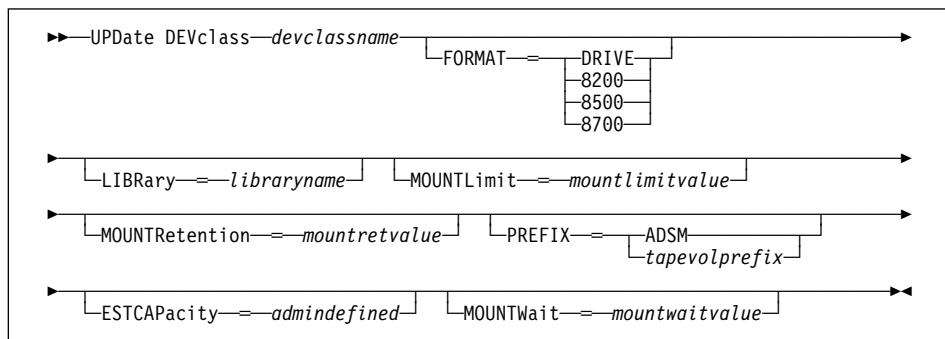 UPDate DEVclass devclassname
FORMAT = DRIVE
8200
8500
8700
LIBRary = libraryname MOUNTLimit = mountlimitvalue
MOUNTRetention = mountretvalue PREFIX = ADSM
tapevolprefix
ESTCAPacity = admindefined MOUNTWait = mountwaitvalue